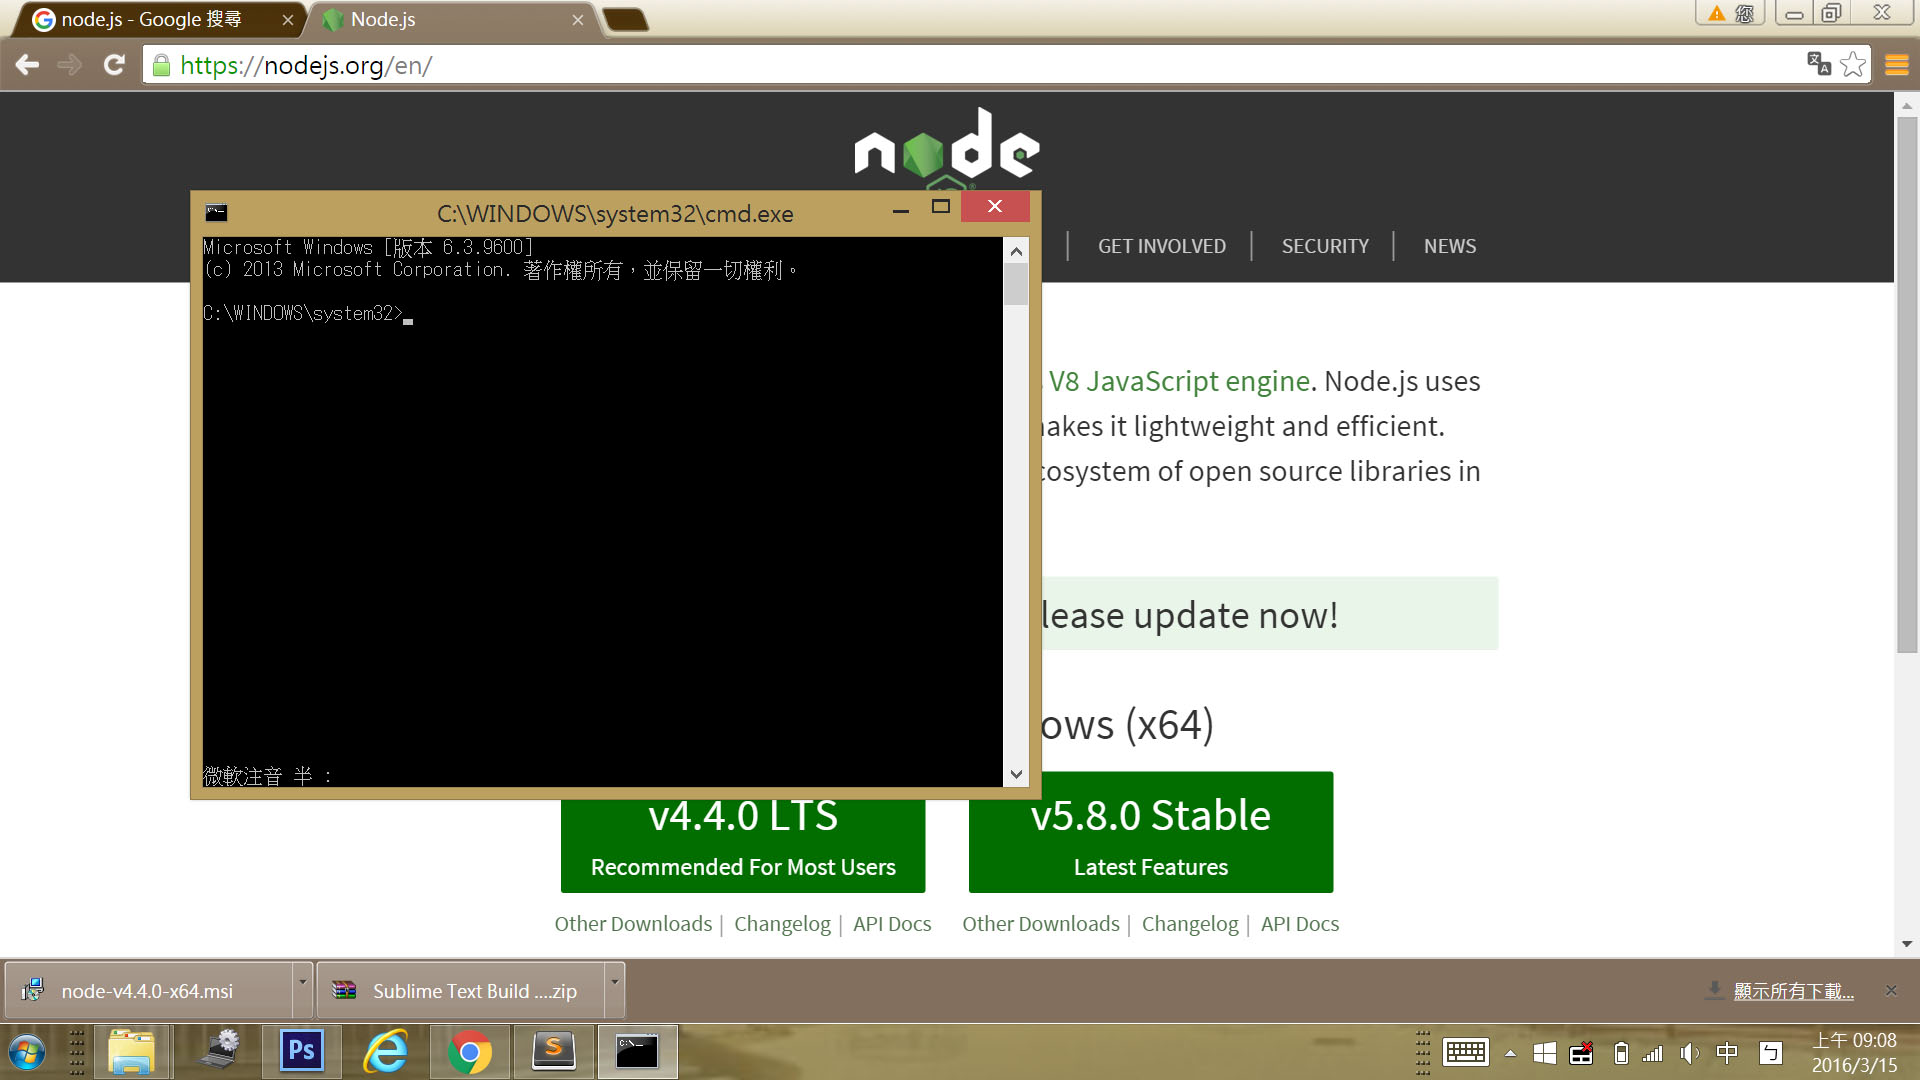 node.js - Google 搜尋
Node.js
您
https://nodejs.org/en/
node
C:\WINDOWS\system32\cmd.exe
Microsoft Windows [版本 6.3.9600]
(c) 2013 Microsoft Corporation. 著作權所有，並保留一切權利。
C:\WINDOWS\system32>
微軟注音 半 :
GET INVOLVED
SECURITY
NEWS
V8 JavaScript engine. Node.js uses
akes it lightweight and efficient.
cosystem of open source libraries in
lease update now!
ows (x64)
v4.4.0 LTS
Recommended For Most Users
v5.8.0 Stable
Latest Features
Other Downloads | Changelog | API Docs
Other Downloads | Changelog | API Docs
node-v4.4.0-x64.msi
Sublime Text Build ....zip
顯示所有下載...
Ps
S
C:\
中
ㄅ
上午 09:08
2016/3/15